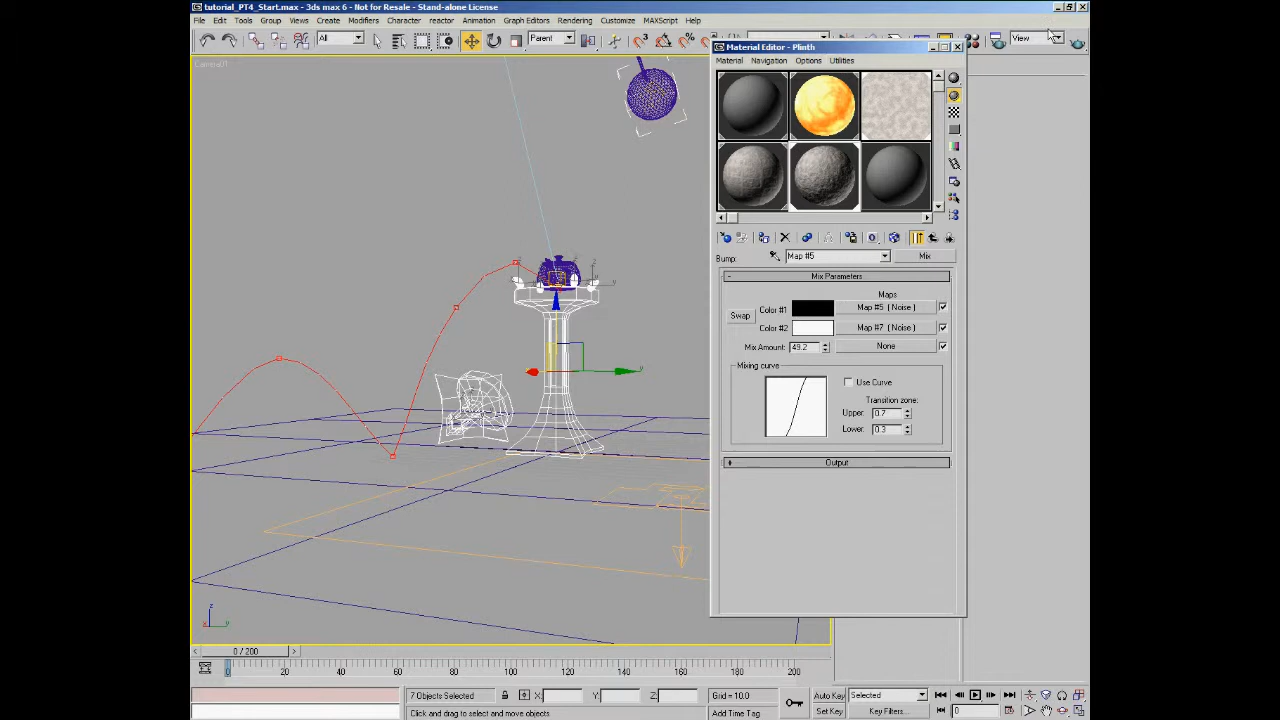 tutorial_PT4_Start.max - 3ds max 6 - Not for Resale - Stand-alone License
File Edit Tools Group Views Create Modifiers Character reactor Animation Graph Editors Rendering Customize MAXScript Help
All Parent View
Camera01
Material Editor - Plinth
Material Navigation Options Utilities
Bump: Map #5 Mix
Mix Parameters
Maps
Color #1 Map #6 ( Noise )
Swap
Color #2 Map #7 ( Noise )
Mix Amount: 49.2 None
Mixing curve
Use Curve
Transition zone:
Upper: 0.7
Lower: 0.3
Output
0 / 200
0 20 40 60 80 100 120 140 160 180 200
7 Objects Selected X: Y: Z: Grid = 10.0 Auto Key Selected
Click and drag to select and move objects Add Time Tag Set Key Key Filters... 0